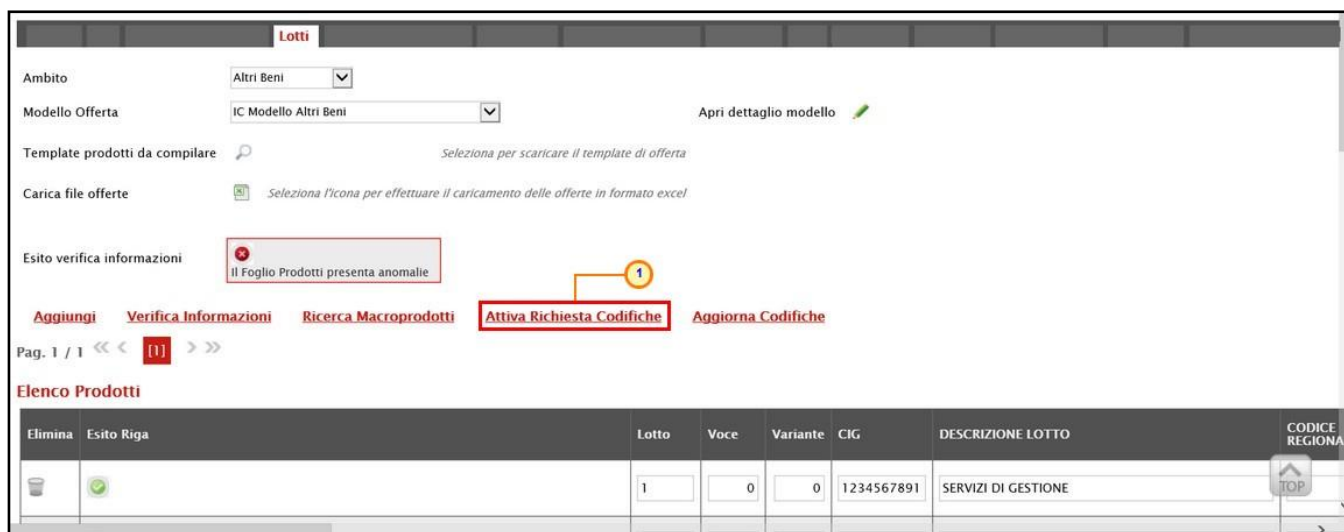 Lotti
Ambito Altri Beni
Modello Offerta IC Modello Altri Beni Apri dettaglio modello
Template prodotti da compilare Seleziona per scaricare il template di offerta
Carica file offerte Seleziona l'icona per effettuare il caricamento delle offerte in formato excel
Esito verifica informazioni
Il Foglio Prodotti presenta anomalie
1
Aggiungi Verifica Informazioni Ricerca Macroprodotti Attiva Richiesta Codifiche Aggiorna Codifiche
Pag. 1 / 1 << < [1] > >>
Elenco Prodotti
Elimina Esito Riga Lotto Voce Variante CIG DESCRIZIONE LOTTO CODICE
REGIONA
1 0 0 1234567891 SERVIZI DI GESTIONE
TOP